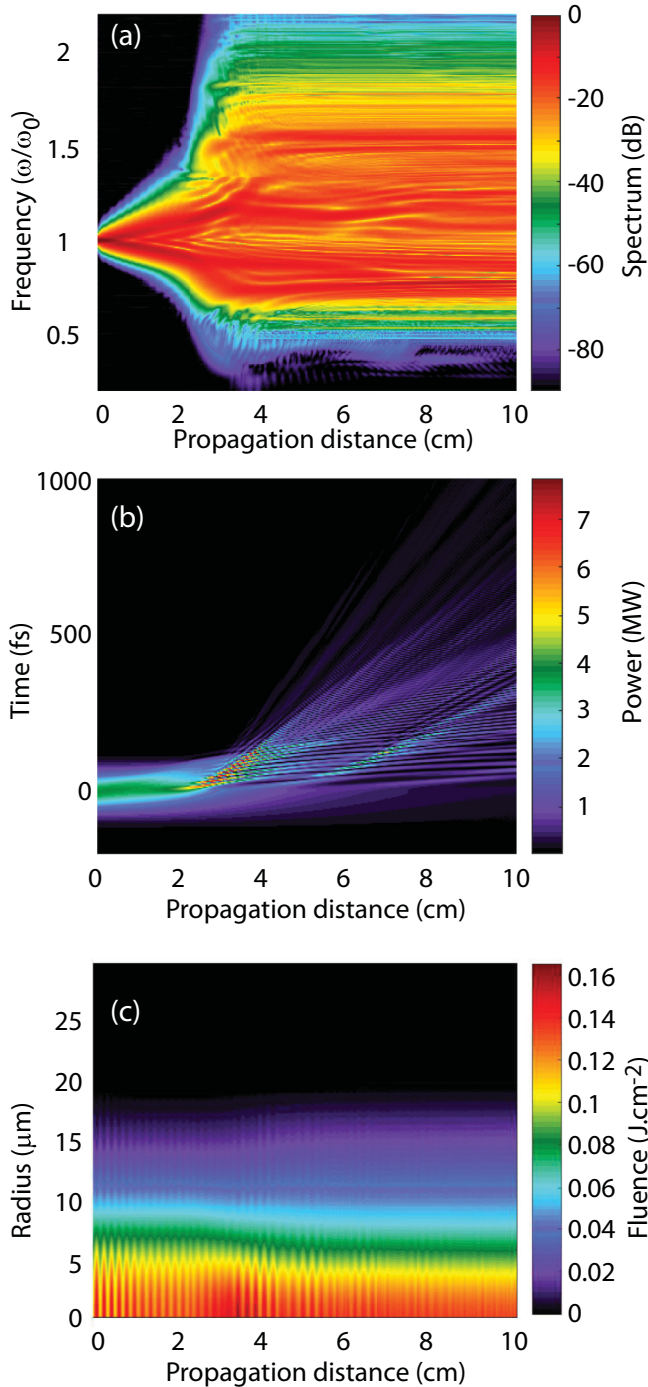 (a)
2
1.5
1
0.5
Frequency (ω/ω₀)
0 2 4 6 8 10
Propagation distance (cm)
0
-20
-40
-60
-80
Spectrum (dB)
(b)
1000
500
0
Time (fs)
0 2 4 6 8 10
Propagation distance (cm)
7
6
5
4
3
2
1
Power (MW)
(c)
25
20
15
10
5
0
Radius (μm)
0 2 4 6 8 10
Propagation distance (cm)
0.16
0.14
0.12
0.10
0.08
0.06
0.04
0.02
0
Fluence (J.cm⁻²)